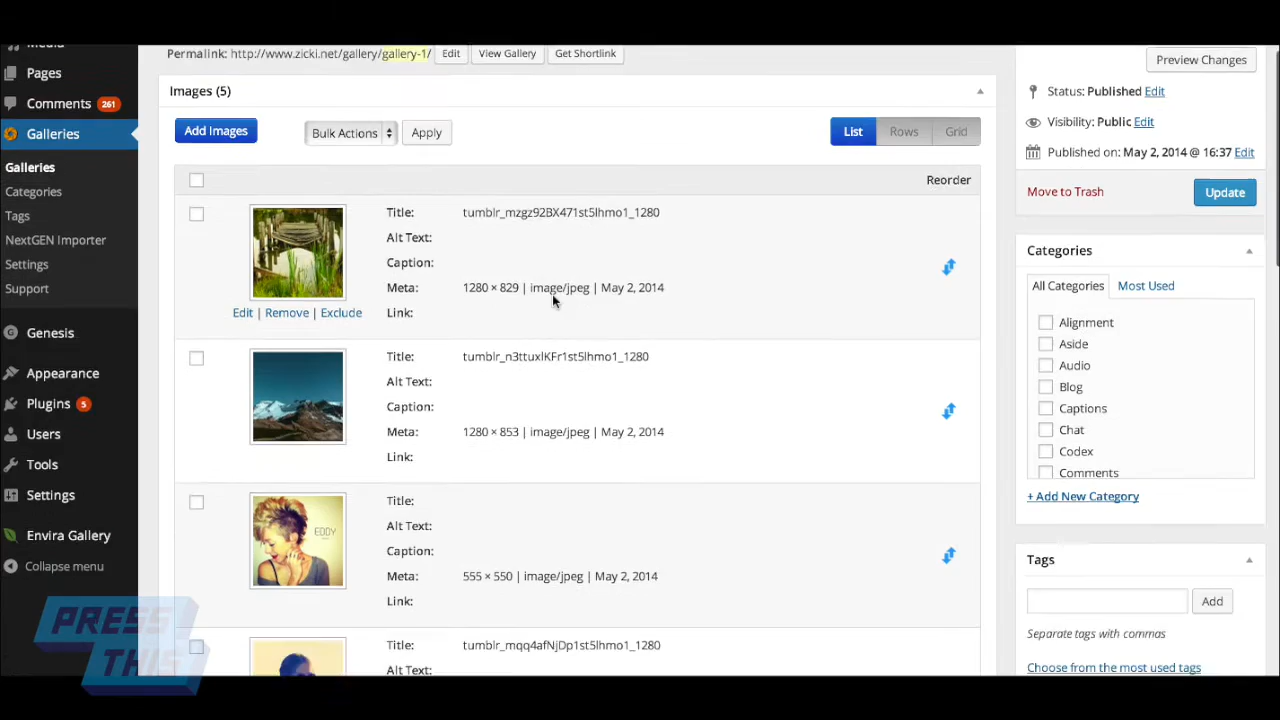 Permalink: http://www.zicki.net/gallery/gallery-1/ Edit View Gallery Get Shortlink
Media
Pages
Comments 261
Galleries
Galleries
Categories
Tags
NextGEN Importer
Settings
Support
Genesis
Appearance
Plugins 5
Users
Tools
Settings
Envira Gallery
Collapse menu
Images (5)
Add Images Bulk Actions Apply List Rows Grid
Reorder
Title: tumblr_mzgz92BX471st5lhmo1_1280
Alt Text:
Caption:
Meta: 1280 × 829 | image/jpeg | May 2, 2014
Edit | Remove | Exclude Link:
Title: tumblr_n3ttuxlKFr1st5lhmo1_1280
Alt Text:
Caption:
Meta: 1280 × 853 | image/jpeg | May 2, 2014
Link:
EDDY
Title:
Alt Text:
Caption:
Meta: 555 × 550 | image/jpeg | May 2, 2014
Link:
Title: tumblr_mqq4afNjDp1st5lhmo1_1280
Alt Text:
Preview Changes
Status: Published Edit
Visibility: Public Edit
Published on: May 2, 2014 @ 16:37 Edit
Move to Trash Update
Categories
All Categories Most Used
Alignment
Aside
Audio
Blog
Captions
Chat
Codex
Comments
+ Add New Category
Tags
Add
Separate tags with commas
Choose from the most used tags
PRESS
THIS